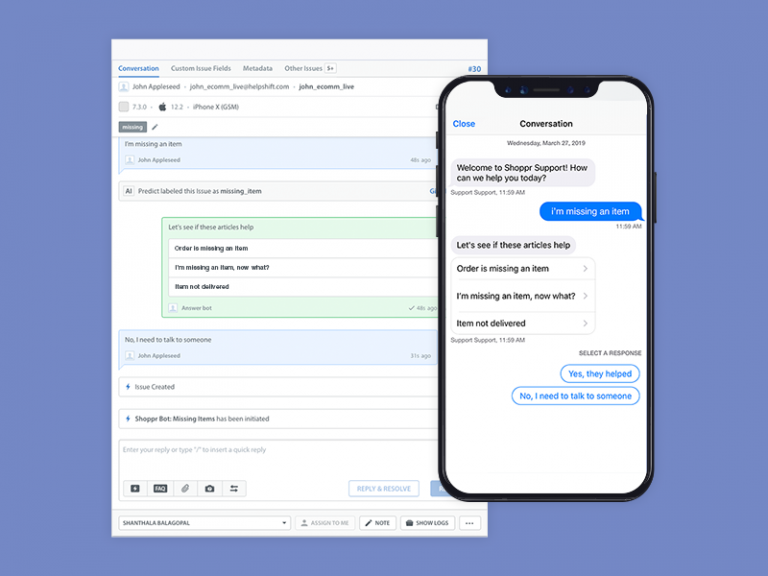 Conversation Custom Issue Fields Metadata Other Issues 9+ #30
John Appleseed · john_ecomm_live@helpshift.com · john_ecomm_live
7.3.0 · 12.2 · iPhone X (GSM)
missing
I'm missing an item
John Appleseed 48s ago
AI Predict labeled this Issue as missing_item
Let's see if these articles help
Order is missing an item
I'm missing an item, now what?
Item not delivered
Answer bot 48s ago
No, I need to talk to someone
John Appleseed 31s ago
Issue Created
Shoppr Bot: Missing Items has been initiated
Enter your reply or type "/" to insert a quick reply
FAQ
REPLY & RESOLVE
SHANTHALA BALAGOPAL ASSIGN TO ME NOTE SHOW LOGS
Close Conversation
Wednesday, March 27, 2019
Welcome to Shoppr Support! How
can we help you today?
Support Support, 11:59 AM
i'm missing an item
11:59 AM
Let's see if these articles help
Order is missing an item
I'm missing an item, now what?
Item not delivered
Support Support, 11:59 AM
SELECT A RESPONSE
Yes, they helped
No, I need to talk to someone